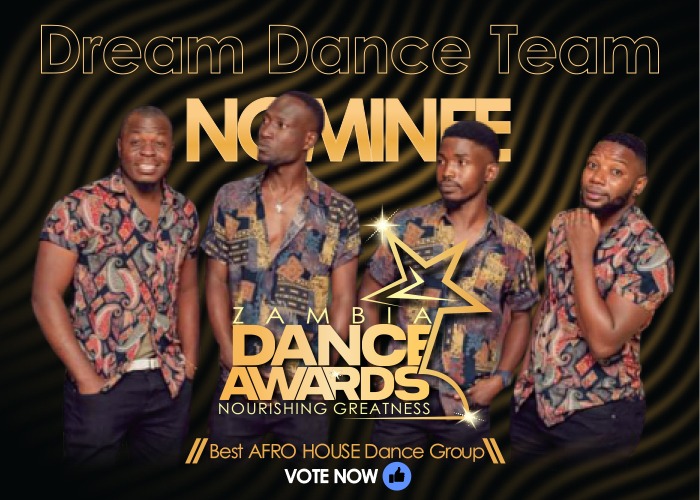 Dream Dance Team
NOMINEE
ZAMBIA
DANCE
AWARDS
NOURISHING GREATNESS
//Best AFRO HOUSE Dance Group\\
VOTE NOW